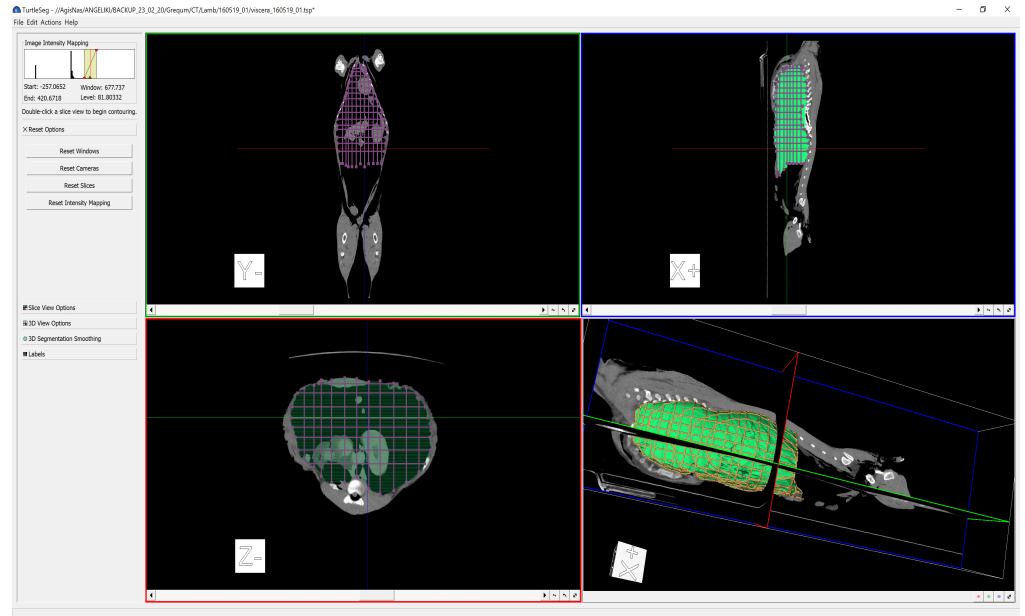 TurtleSeg - //AgisNas/ANGELIKI/BACKUP_23_02_20/Grequm/CT/Lamb/160519_01/viscera_160519_01.tsp*
File Edit Actions Help
Image Intensity Mapping
Start: -257.0652 Window: 677.737
End: 420.6718 Level: 81.80332
Double-click a slice view to begin contouring.
Reset Options
Reset Windows
Reset Cameras
Reset Slices
Reset Intensity Mapping
Slice View Options
3D View Options
3D Segmentation Smoothing
Labels
Y-
X+
Z-
X+